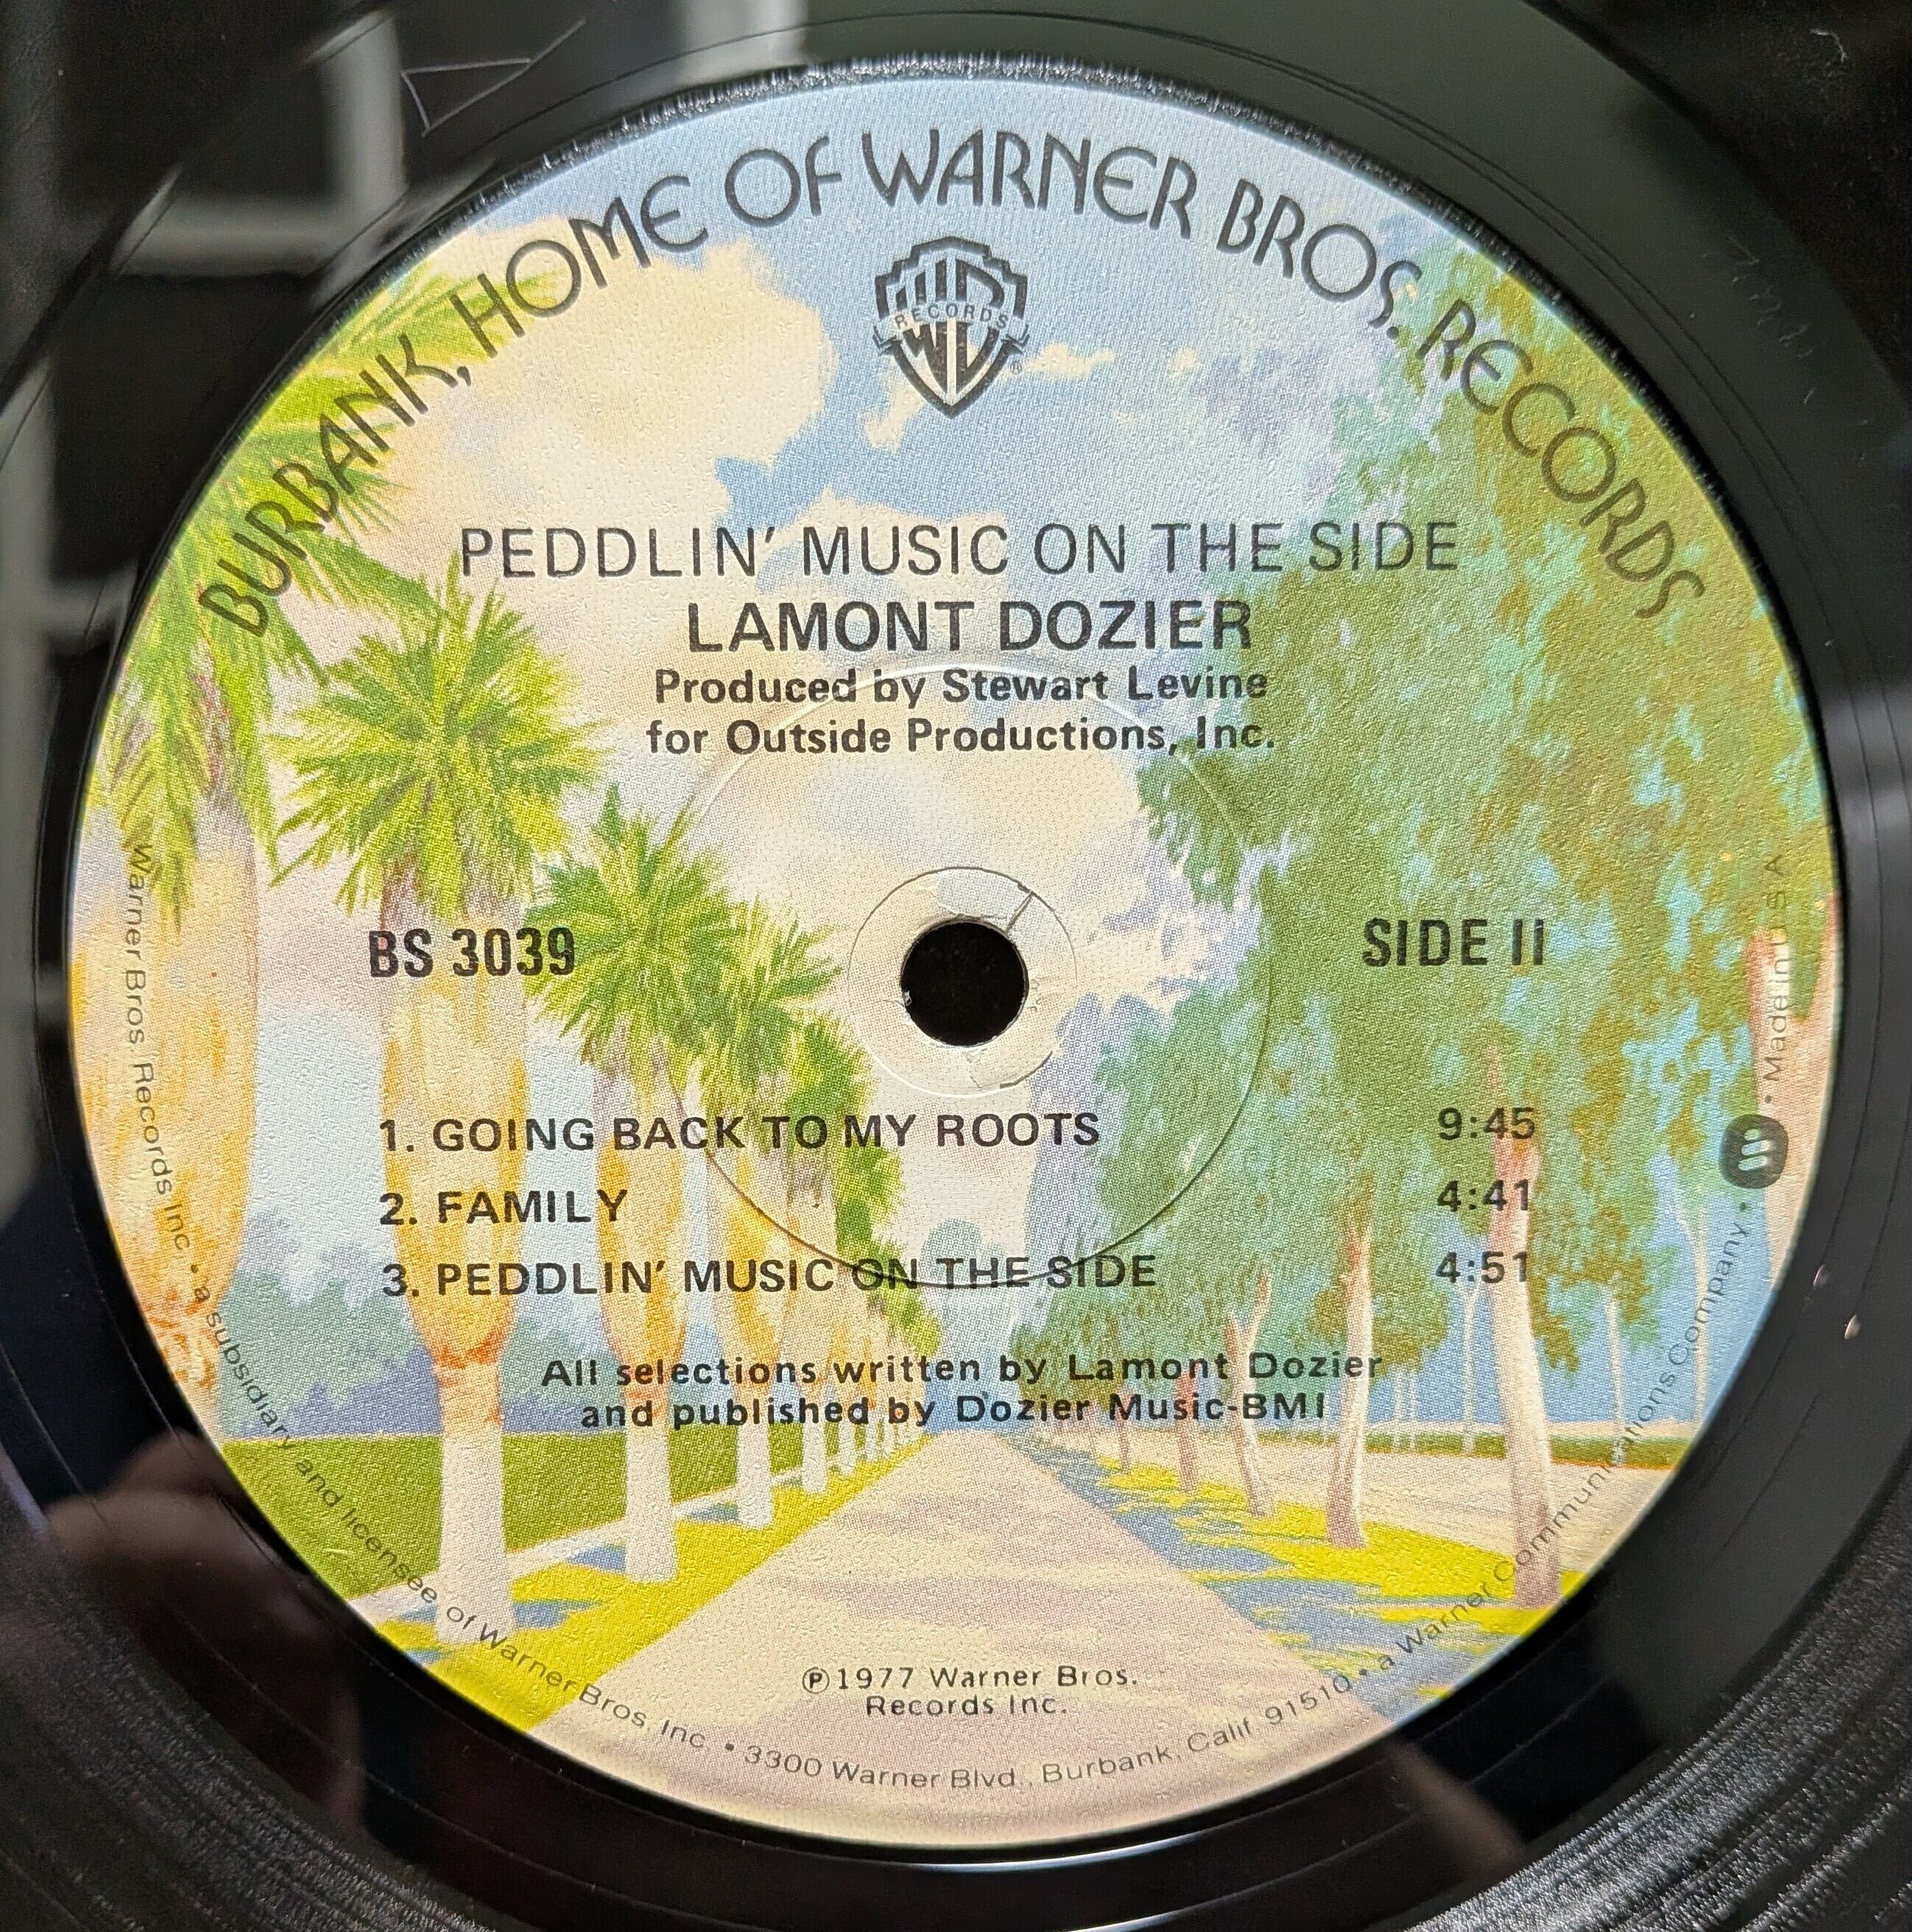 BURBANK, HOME OF WARNER BROS. RECORDS
WB
RECORDS
®
PEDDLIN' MUSIC ON THE SIDE
LAMONT DOZIER
Produced by Stewart Levine
for Outside Productions, Inc.
BS 3039
SIDE II
1. GOING BACK TO MY ROOTS 9:45
2. FAMILY 4:41
3. PEDDLIN' MUSIC ON THE SIDE 4:51
All selections written by Lamont Dozier
and published by Dozier Music-BMI
℗1977 Warner Bros.
Records Inc.
Warner Bros. Records Inc. • a subsidiary and licensee of Warner Bros. Inc. • 3300 Warner Blvd., Burbank, Calif. 91510 • a Warner Communications Company • • Made in U.S.A.